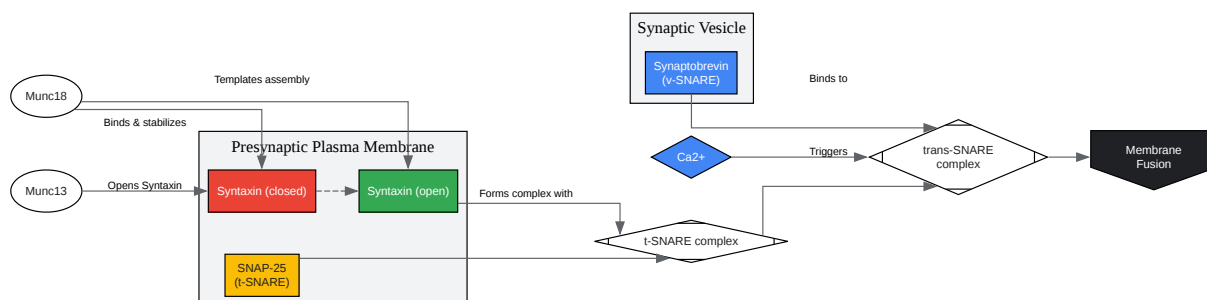 Synaptic Vesicle
Synaptobrevin
(v-SNARE)
Templates assembly
Binds to
Munc18
Binds & stabilizes
Presynaptic Plasma Membrane
Ca2+
Triggers
trans-SNARE
complex
Membrane
Fusion
Munc13
Opens Syntaxin
Syntaxin (closed)
Syntaxin (open)
Forms complex with
t-SNARE complex
SNAP-25
(t-SNARE)